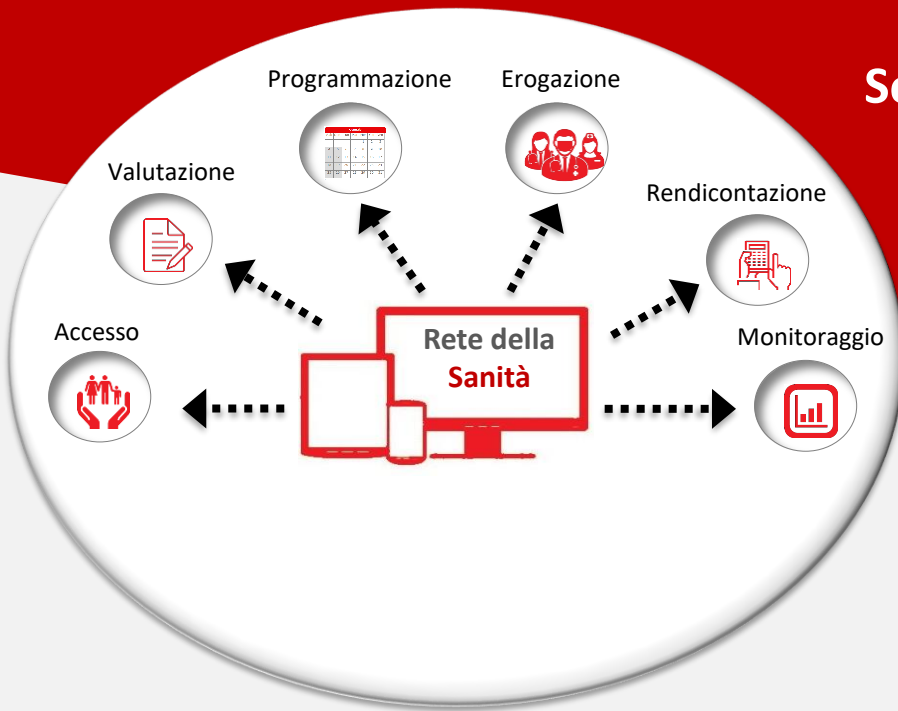 Programmazione
Erogazione
Valutazione
Rendicontazione
Accesso
Monitoraggio
Rete della
Sanità